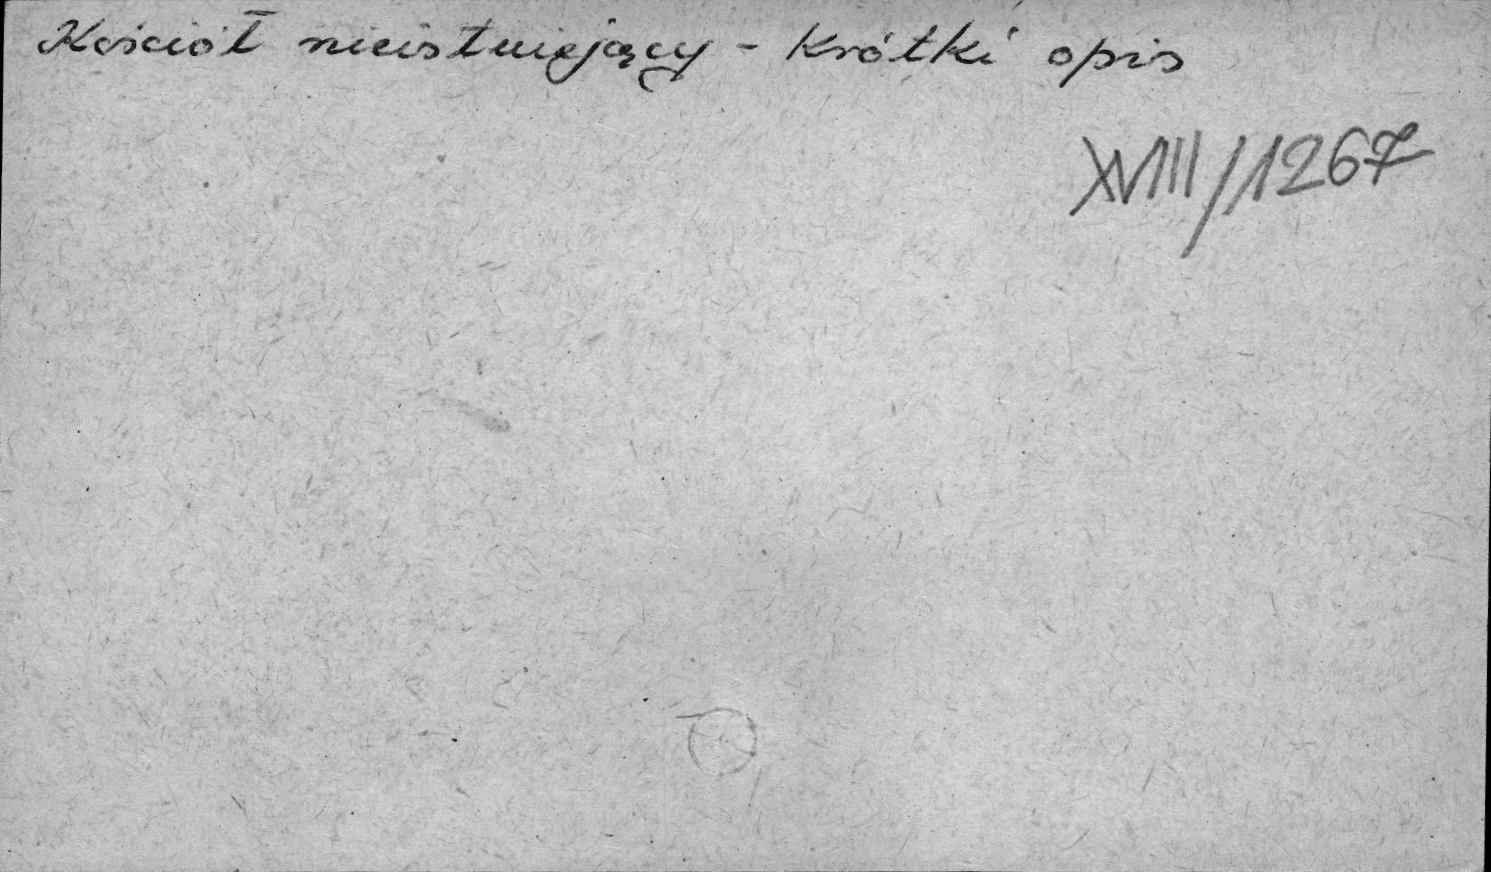 Kościół nieistniejący - Krótki opis
XVIII/1267